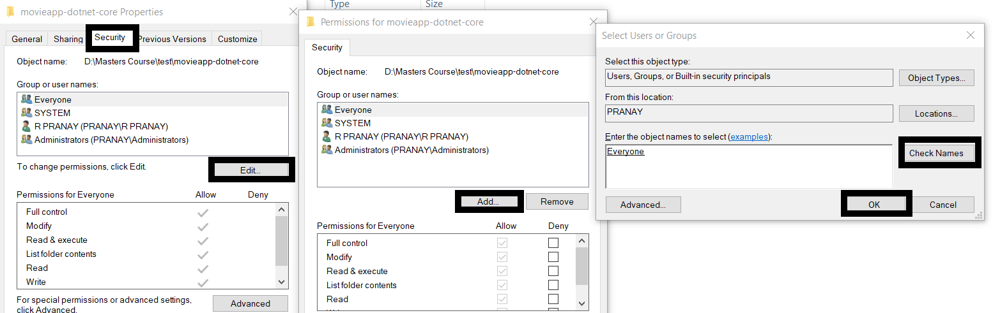 Type Size
movieapp-dotnet-core Properties
General Sharing Security Previous Versions Customize
Object name: D:\Masters Course\test\movieapp-dotnet-core
Group or user names:
Everyone
SYSTEM
R PRANAY (PRANAY\R PRANAY)
Administrators (PRANAY\Administrators)
To change permissions, click Edit.
Edit...
Permissions for Everyone Allow Deny
Full control
Modify
Read & execute
List folder contents
Read
Write
For special permissions or advanced settings,
click Advanced.
Advanced
Permissions for movieapp-dotnet-core
Security
Object name: D:\Masters Course\test\movieapp-dotnet-core
Group or user names:
Everyone
SYSTEM
R PRANAY (PRANAY\R PRANAY)
Administrators (PRANAY\Administrators)
Add... Remove
Permissions for Everyone Allow Deny
Full control
Modify
Read & execute
List folder contents
Read
Select Users or Groups
Select this object type:
Users, Groups, or Built-in security principals
Object Types...
From this location:
PRANAY
Locations...
Enter the object names to select (examples):
Everyone
Check Names
Advanced...
OK Cancel